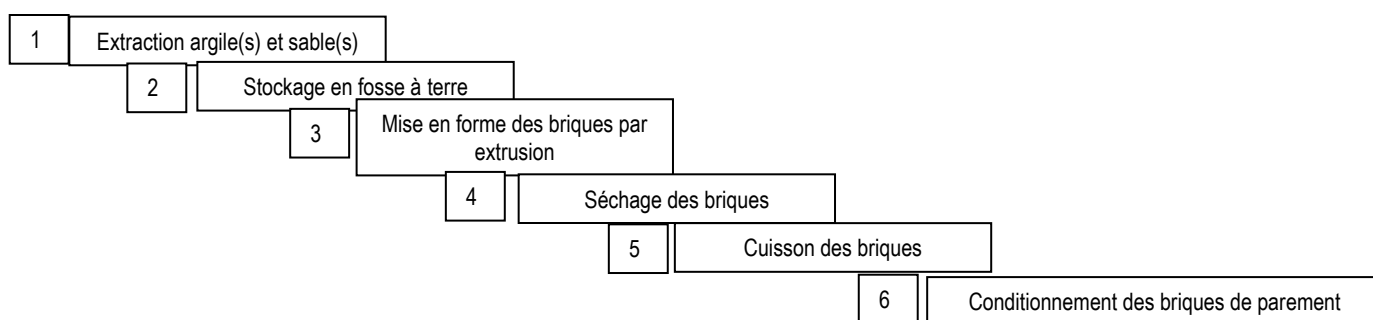 1 Extraction argile(s) et sable(s)
2 Stockage en fosse à terre
3 Mise en forme des briques par
extrusion
4 Séchage des briques
5 Cuisson des briques
6 Conditionnement des briques de parement